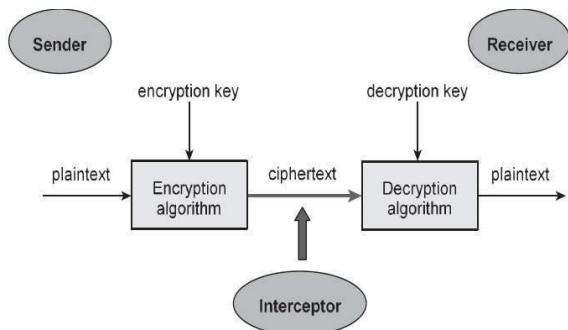 Sender
Receiver
encryption key
decryption key
plaintext
Encryption
algorithm
ciphertext
Decryption
algorithm
plaintext
Interceptor